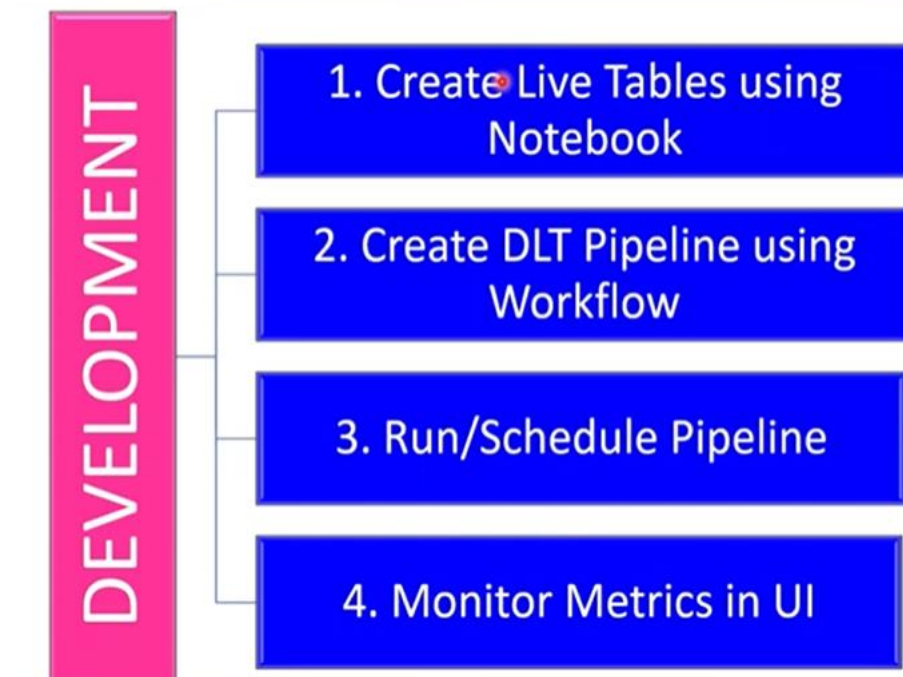 DEVELOPMENT
1. Create Live Tables using
Notebook
2. Create DLT Pipeline using
Workflow
3. Run/Schedule Pipeline
4. Monitor Metrics in UI